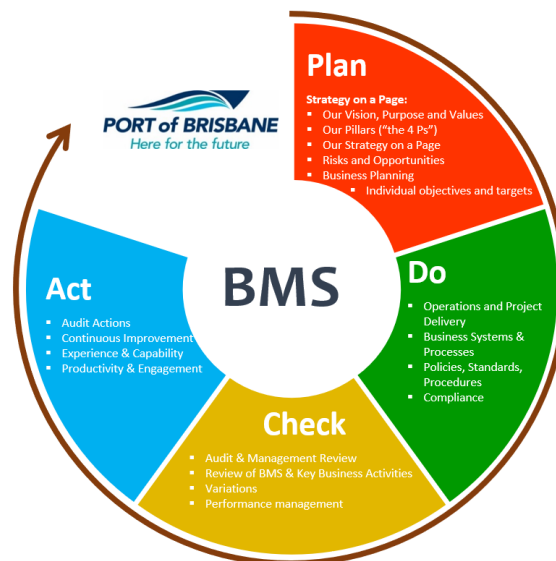 PORT of BRISBANE
Here for the future
Plan
Strategy on a Page:
▪ Our Vision, Purpose and Values
▪ Our Pillars (“the 4 Ps”)
▪ Our Strategy on a Page
▪ Risks and Opportunities
▪ Business Planning
▪ Individual objectives and targets
Do
▪ Operations and Project
Delivery
▪ Business Systems &
Processes
▪ Policies, Standards,
Procedures
▪ Compliance
Check
▪ Audit & Management Review
▪ Review of BMS & Key Business Activities
▪ Variations
▪ Performance management
Act
▪ Audit Actions
▪ Continuous Improvement
▪ Experience & Capability
▪ Productivity & Engagement
BMS